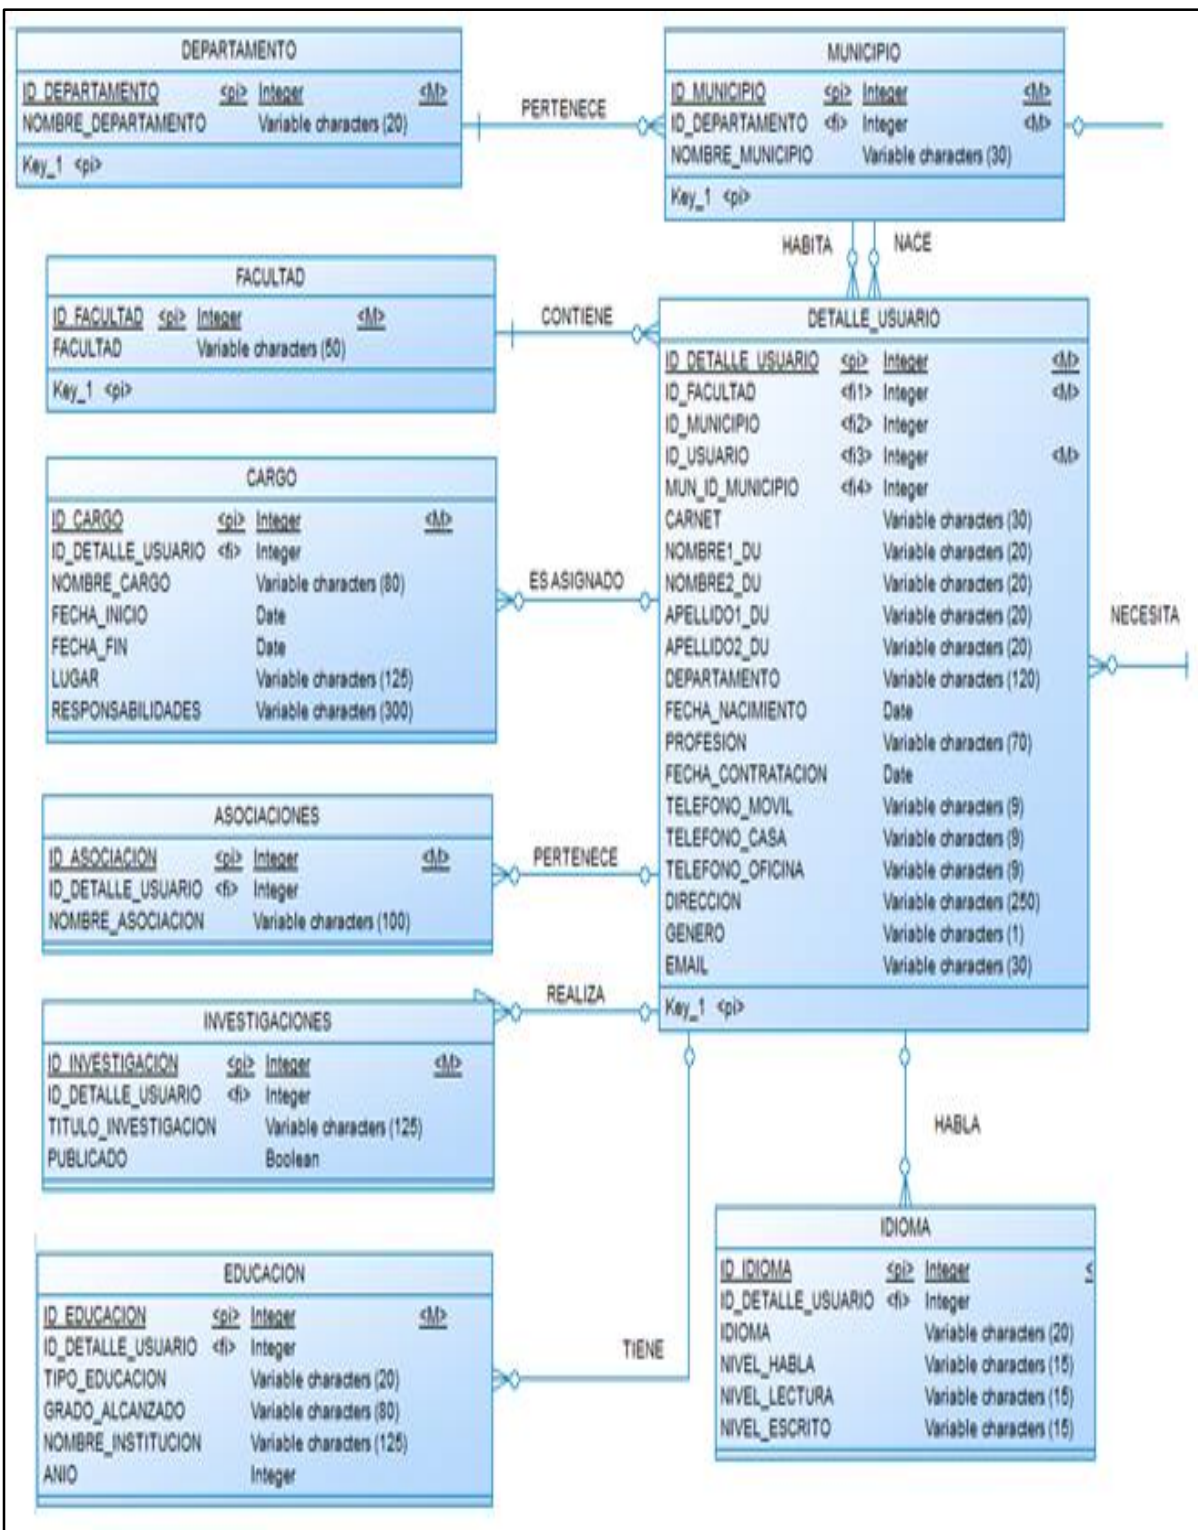 DEPARTAMENTO
ID_DEPARTAMENTO <pi> Integer <M>
NOMBRE_DEPARTAMENTO Variable characters (20)
Key_1 <pi>
PERTENECE
MUNICIPIO
ID_MUNICIPIO <pi> Integer <M>
ID_DEPARTAMENTO <fi> Integer <M>
NOMBRE_MUNICIPIO Variable characters (30)
Key_1 <pi>
HABITA
NACE
FACULTAD
ID_FACULTAD <pi> Integer <M>
FACULTAD Variable characters (50)
Key_1 <pi>
CONTIENE
DETALLE_USUARIO
ID_DETALLE_USUARIO <pi> Integer <M>
ID_FACULTAD <fi1> Integer <M>
ID_MUNICIPIO <fi2> Integer
ID_USUARIO <fi3> Integer <M>
MUN_ID_MUNICIPIO <fi4> Integer
CARNET Variable characters (30)
NOMBRE1_DU Variable characters (20)
NOMBRE2_DU Variable characters (20)
APELLIDO1_DU Variable characters (20)
APELLIDO2_DU Variable characters (20)
DEPARTAMENTO Variable characters (120)
FECHA_NACIMIENTO Date
PROFESION Variable characters (70)
FECHA_CONTRATACION Date
TELEFONO_MOVIL Variable characters (9)
TELEFONO_CASA Variable characters (9)
TELEFONO_OFICINA Variable characters (9)
DIRECCION Variable characters (250)
GENERO Variable characters (1)
EMAIL Variable characters (30)
Key_1 <pi>
NECESITA
CARGO
ID_CARGO <pi> Integer <M>
ID_DETALLE_USUARIO <fi> Integer
NOMBRE_CARGO Variable characters (80)
FECHA_INICIO Date
FECHA_FIN Date
LUGAR Variable characters (125)
RESPONSABILIDADES Variable characters (300)
ES ASIGNADO
ASOCIACIONES
ID_ASOCIACION <pi> Integer <M>
ID_DETALLE_USUARIO <fi> Integer
NOMBRE_ASOCIACION Variable characters (100)
PERTENECE
INVESTIGACIONES
ID_INVESTIGACION <pi> Integer <M>
ID_DETALLE_USUARIO <fi> Integer
TITULO_INVESTIGACION Variable characters (125)
PUBLICADO Boolean
REALIZA
HABLA
EDUCACION
ID_EDUCACION <pi> Integer <M>
ID_DETALLE_USUARIO <fi> Integer
TIPO_EDUCACION Variable characters (20)
GRADO_ALCANZADO Variable characters (80)
NOMBRE_INSTITUCION Variable characters (125)
ANIO Integer
TIENE
IDIOMA
ID_IDIOMA <pi> Integer <
ID_DETALLE_USUARIO <fi> Integer
IDIOMA Variable characters (20)
NIVEL_HABLA Variable characters (15)
NIVEL_LECTURA Variable characters (15)
NIVEL_ESCRITO Variable characters (15)